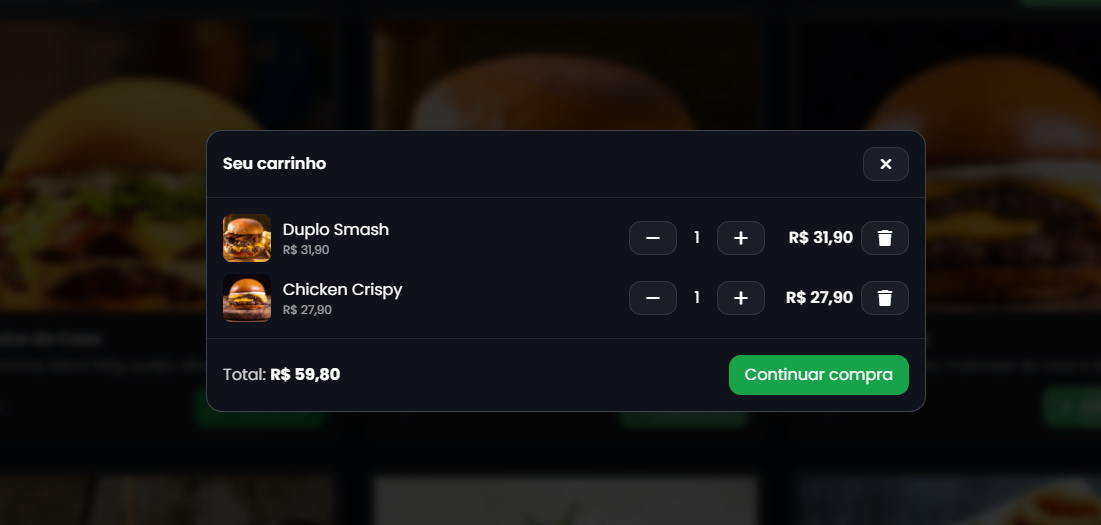 Seu carrinho
Duplo Smash
R$ 31,90
1
R$ 31,90
Chicken Crispy
R$ 27,90
1
R$ 27,90
Total: R$ 59,80
Continuar compra